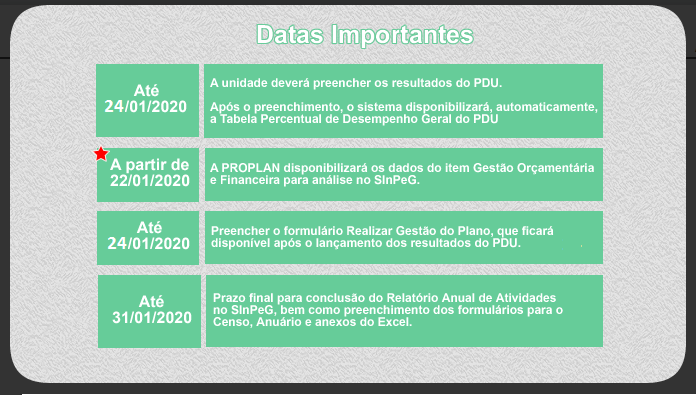 Datas Importantes
Até
24/01/2020
A unidade deverá preencher os resultados do PDU.
Após o preenchimento, o sistema disponibilizará, automaticamente,
a Tabela Percentual de Desempenho Geral do PDU
A partir de
22/01/2020
A PROPLAN disponibilizará os dados do item Gestão Orçamentária
e Financeira para análise no SInPeG.
Até
24/01/2020
Preencher o formulário Realizar Gestão do Plano, que ficará
disponível após o lançamento dos resultados do PDU.
Até
31/01/2020
Prazo final para conclusão do Relatório Anual de Atividades
no SInPeG, bem como preenchimento dos formulários para o
Censo, Anuário e anexos do Excel.